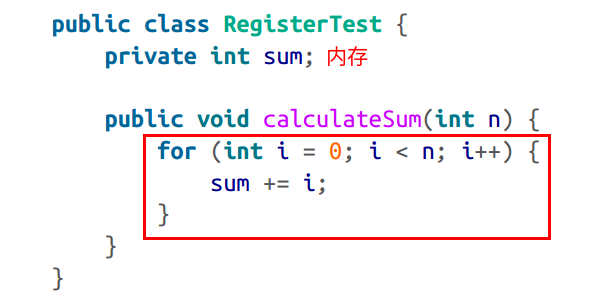 public class RegisterTest {
    private int sum; 内存
    public void calculateSum(int n) {
        for (int i = 0; i < n; i++) {
            sum += i;
        }
    }
}